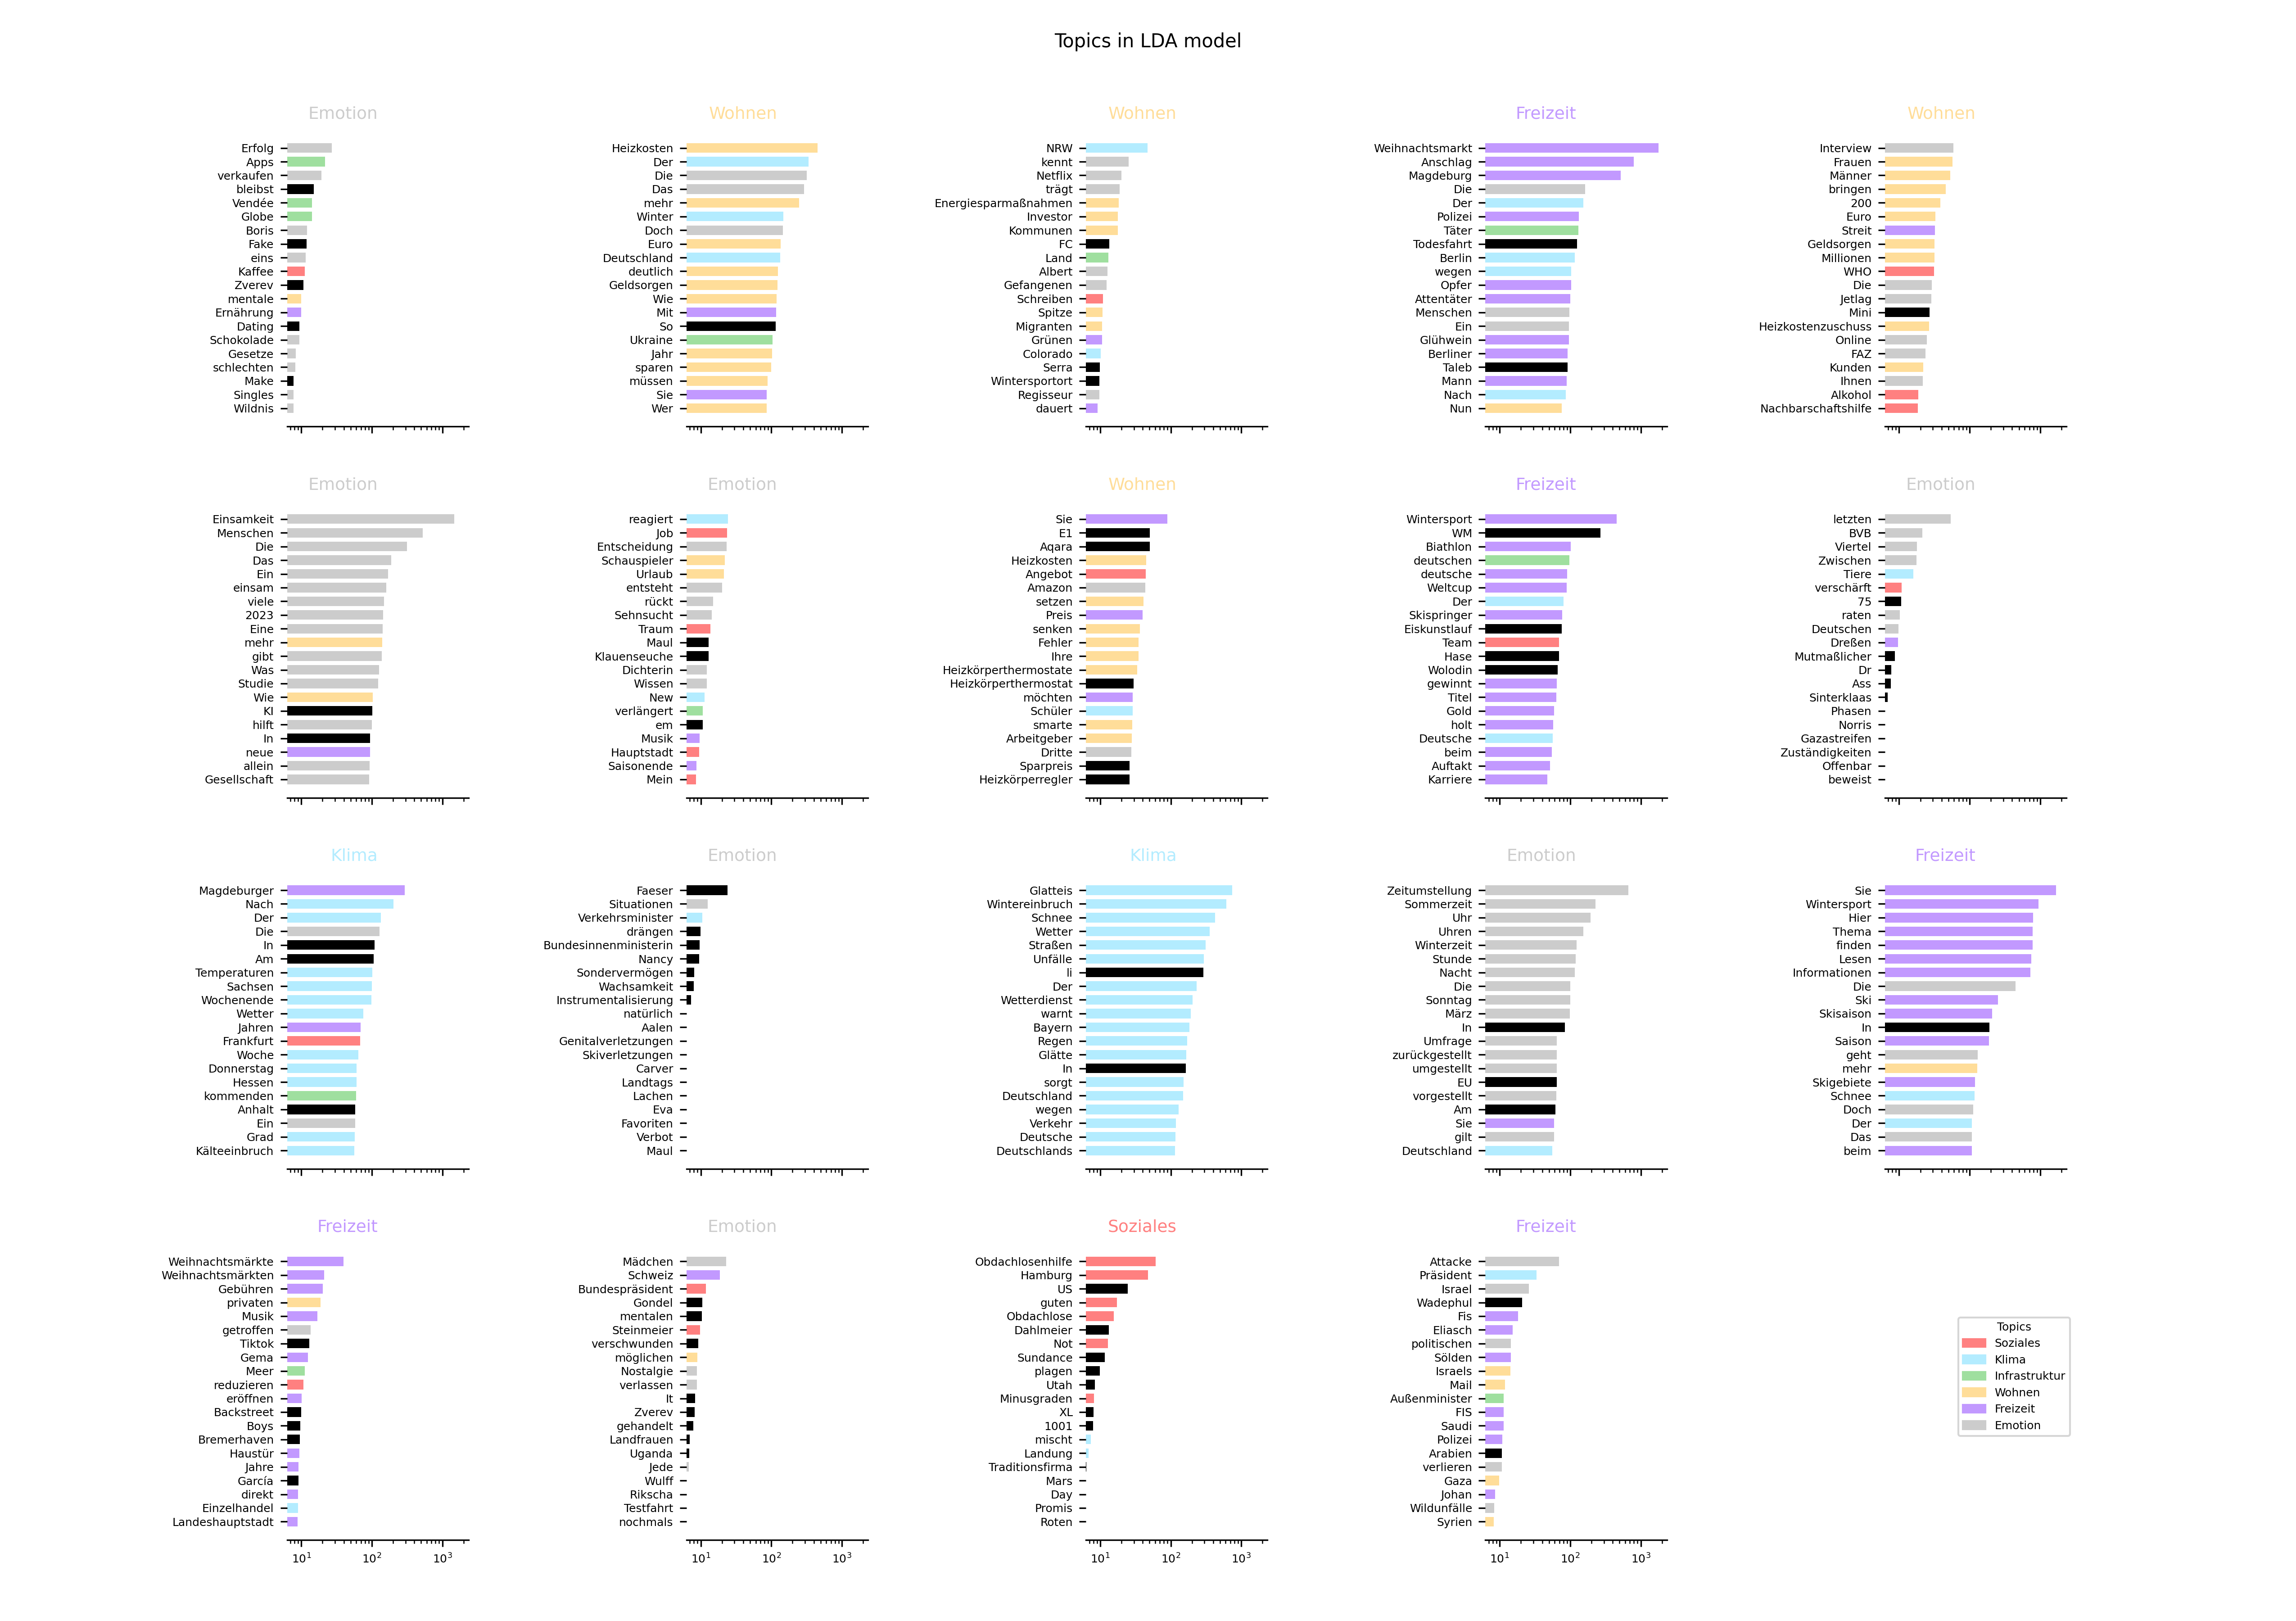 Topics in LDA model
Emotion
Erfolg
Apps
verkaufen
bleibst
Vendée
Globe
Boris
Fake
eins
Kaffee
Zverev
mentale
Ernährung
Dating
Schokolade
Gesetze
schlechten
Make
Singles
Wildnis
Wohnen
Heizkosten
Der
Die
Das
mehr
Winter
Doch
Euro
Deutschland
deutlich
Geldsorgen
Wie
Mit
So
Ukraine
Jahr
sparen
müssen
Sie
Wer
Wohnen
NRW
kennt
Netflix
trägt
Energiesparmaßnahmen
Investor
Kommunen
FC
Land
Albert
Gefangenen
Schreiben
Spitze
Migranten
Grünen
Colorado
Serra
Wintersportort
Regisseur
dauert
Freizeit
Weihnachtsmarkt
Anschlag
Magdeburg
Die
Der
Polizei
Täter
Todesfahrt
Berlin
wegen
Opfer
Attentäter
Menschen
Ein
Glühwein
Berliner
Taleb
Mann
Nach
Nun
Wohnen
Interview
Frauen
Männer
bringen
200
Euro
Streit
Geldsorgen
Millionen
WHO
Die
Jetlag
Mini
Heizkostenzuschuss
Online
FAZ
Kunden
Ihnen
Alkohol
Nachbarschaftshilfe
Emotion
Einsamkeit
Menschen
Die
Das
Ein
einsam
viele
2023
Eine
mehr
gibt
Was
Studie
Wie
KI
hilft
In
neue
allein
Gesellschaft
Emotion
reagiert
Job
Entscheidung
Schauspieler
Urlaub
entsteht
rückt
Sehnsucht
Traum
Maul
Klauenseuche
Dichterin
Wissen
New
verlängert
em
Musik
Hauptstadt
Saisonende
Mein
Wohnen
Sie
E1
Aqara
Heizkosten
Angebot
Amazon
setzen
Preis
senken
Fehler
Ihre
Heizkörperthermostate
Heizkörperthermostat
möchten
Schüler
smarte
Arbeitgeber
Dritte
Sparpreis
Heizkörperregler
Freizeit
Wintersport
WM
Biathlon
deutschen
deutsche
Weltcup
Der
Skispringer
Eiskunstlauf
Team
Hase
Wolodin
gewinnt
Titel
Gold
holt
Deutsche
beim
Auftakt
Karriere
Emotion
letzten
BVB
Viertel
Zwischen
Tiere
verschärft
75
raten
Deutschen
Dreßen
Mutmaßlicher
Dr
Ass
Sinterklaas
Phasen
Norris
Gazastreifen
Zuständigkeiten
Offenbar
beweist
Klima
Magdeburger
Nach
Der
Die
In
Am
Temperaturen
Sachsen
Wochenende
Wetter
Jahren
Frankfurt
Woche
Donnerstag
Hessen
kommenden
Anhalt
Ein
Grad
Kälteeinbruch
Emotion
Faeser
Situationen
Verkehrsminister
drängen
Bundesinnenministerin
Nancy
Sondervermögen
Wachsamkeit
Instrumentalisierung
natürlich
Aalen
Genitalverletzungen
Skiverletzungen
Carver
Landtags
Lachen
Eva
Favoriten
Verbot
Maul
Klima
Glatteis
Wintereinbruch
Schnee
Wetter
Straßen
Unfälle
li
Der
Wetterdienst
warnt
Bayern
Regen
Glätte
In
sorgt
Deutschland
wegen
Verkehr
Deutsche
Deutschlands
Emotion
Zeitumstellung
Sommerzeit
Uhr
Uhren
Winterzeit
Stunde
Nacht
Die
Sonntag
März
In
Umfrage
zurückgestellt
umgestellt
EU
vorgestellt
Am
Sie
gilt
Deutschland
Freizeit
Sie
Wintersport
Hier
Thema
finden
Lesen
Informationen
Die
Ski
Skisaison
In
Saison
geht
mehr
Skigebiete
Schnee
Doch
Der
Das
beim
Freizeit
Weihnachtsmärkte
Weihnachtsmärkten
Gebühren
privaten
Musik
getroffen
Tiktok
Gema
Meer
reduzieren
eröffnen
Backstreet
Boys
Bremerhaven
Haustür
Jahre
García
direkt
Einzelhandel
Landeshauptstadt
10¹ 10² 10³
Emotion
Mädchen
Schweiz
Bundespräsident
Gondel
mentalen
Steinmeier
verschwunden
möglichen
Nostalgie
verlassen
It
Zverev
gehandelt
Landfrauen
Uganda
Jede
Wulff
Rikscha
Testfahrt
nochmals
10¹ 10² 10³
Soziales
Obdachlosenhilfe
Hamburg
US
guten
Obdachlose
Dahlmeier
Not
Sundance
plagen
Utah
Minusgraden
XL
1001
mischt
Landung
Traditionsfirma
Mars
Day
Promis
Roten
10¹ 10² 10³
Freizeit
Attacke
Präsident
Israel
Wadephul
Fis
Eliasch
politischen
Sölden
Israels
Mail
Außenminister
FIS
Saudi
Polizei
Arabien
verlieren
Gaza
Johan
Wildunfälle
Syrien
10¹ 10² 10³
Topics
Soziales
Klima
Infrastruktur
Wohnen
Freizeit
Emotion